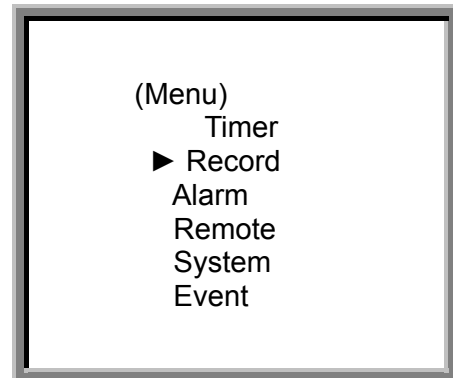 (Menu)
Timer
► Record
Alarm
Remote
System
Event